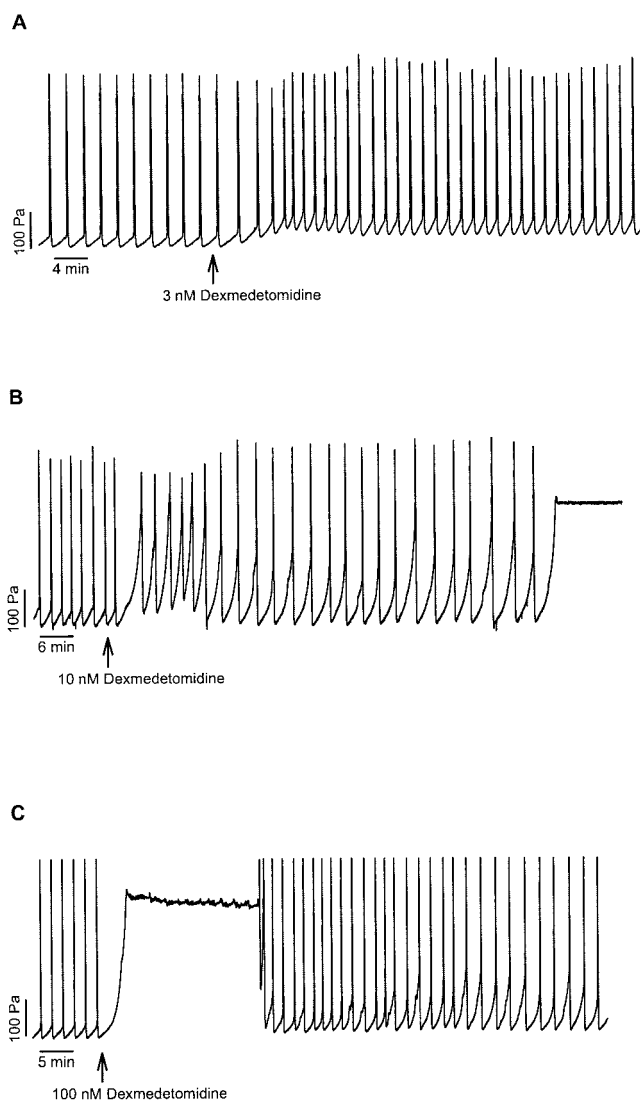 A
100 Pa
4 min
3 nM Dexmedetomidine
B
100 Pa
6 min
10 nM Dexmedetomidine
C
100 Pa
5 min
100 nM Dexmedetomidine